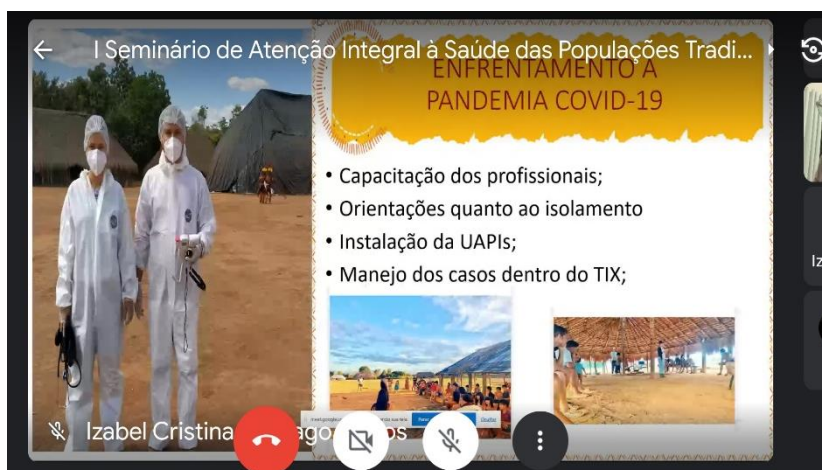 I Seminário de Atenção Integral à Saúde das Populações Tradi...
ENFRENTAMENTO A
PANDEMIA COVID-19
• Capacitação dos profissionais;
• Orientações quanto ao isolamento
• Instalação da UAPIs;
• Manejo dos casos dentro do TIX;
Iz
Izabel Cristina